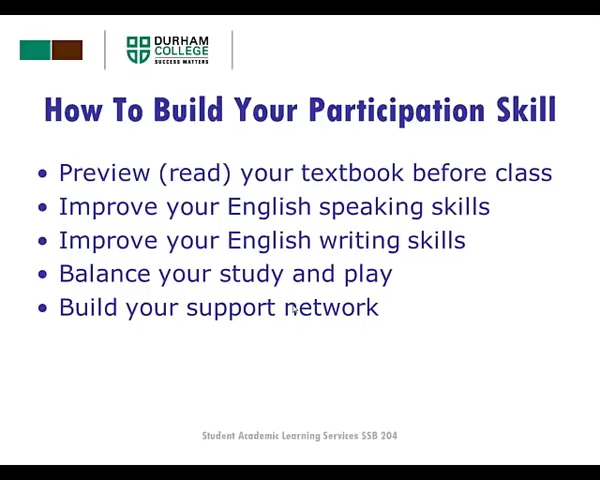 DURHAM
COLLEGE
SUCCESS MATTERS
How To Build Your Participation Skill
• Preview (read) your textbook before class
• Improve your English speaking skills
• Improve your English writing skills
• Balance your study and play
• Build your support network
Student Academic Learning Services SSB 204